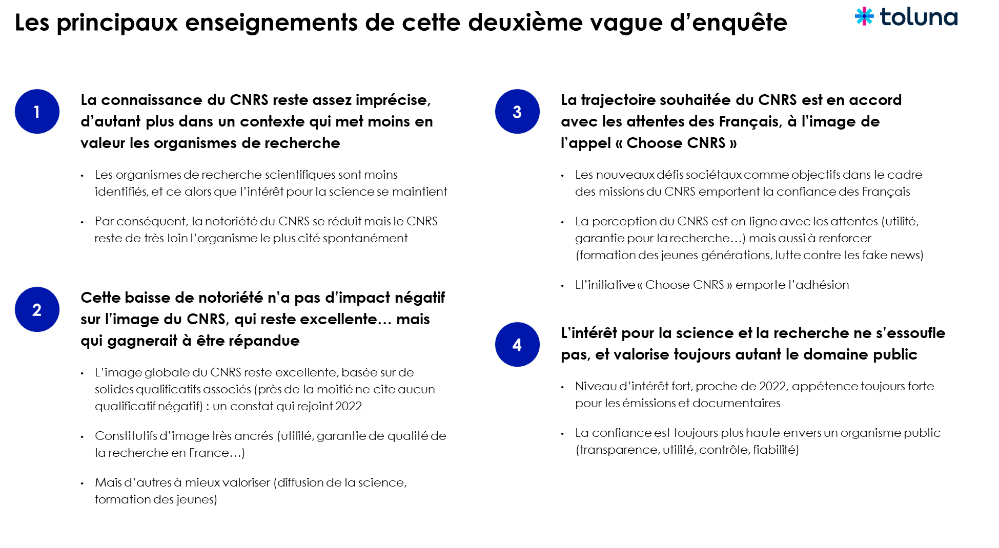 Les principaux enseignements de cette deuxième vague d’enquête
toluna
1
La connaissance du CNRS reste assez imprécise,
d’autant plus dans un contexte qui met moins en
valeur les organismes de recherche
• Les organismes de recherche scientifiques sont moins
identifiés, et ce alors que l’intérêt pour la science se maintient
• Par conséquent, la notoriété du CNRS se réduit mais le CNRS
reste de très loin l’organisme le plus cité spontanément
2
Cette baisse de notoriété n’a pas d’impact négatif
sur l’image du CNRS, qui reste excellente… mais
qui gagnerait à être répandue
• L’image globale du CNRS reste excellente, basée sur de
solides qualificatifs associés (près de la moitié ne cite aucun
qualificatif négatif) : un constat qui rejoint 2022
• Constitutifs d’image très ancrés (utilité, garantie de qualité de
la recherche en France…)
• Mais d’autres à mieux valoriser (diffusion de la science,
formation des jeunes)
3
La trajectoire souhaitée du CNRS est en accord
avec les attentes des Français, à l’image de
l’appel « Choose CNRS »
• Les nouveaux défis sociétaux comme objectifs dans le cadre
des missions du CNRS emportent la confiance des Français
• La perception du CNRS est en ligne avec les attentes (utilité,
garantie pour la recherche…) mais aussi à renforcer
(formation des jeunes générations, lutte contre les fake news)
• Ll’initiative « Choose CNRS » emporte l’adhésion
4
L’intérêt pour la science et la recherche ne s’essoufle
pas, et valorise toujours autant le domaine public
• Niveau d’intérêt fort, proche de 2022, appétence toujours forte
pour les émissions et documentaires
• La confiance est toujours plus haute envers un organisme public
(transparence, utilité, contrôle, fiabilité)